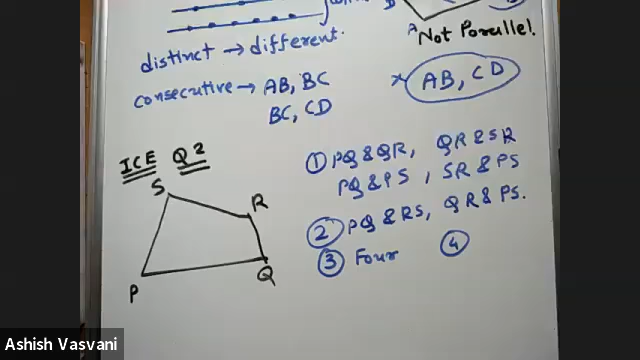 distinct → different.
consecutive → AB, BC
BC, CD
× AB, CD
A Not Parallel!
ICE Q2
S
R
P
Q
① PQ & QR, QR & SR
PQ & PS, SR & PS
② PQ & RS, QR & PS.
③ Four ④
Ashish Vasvani